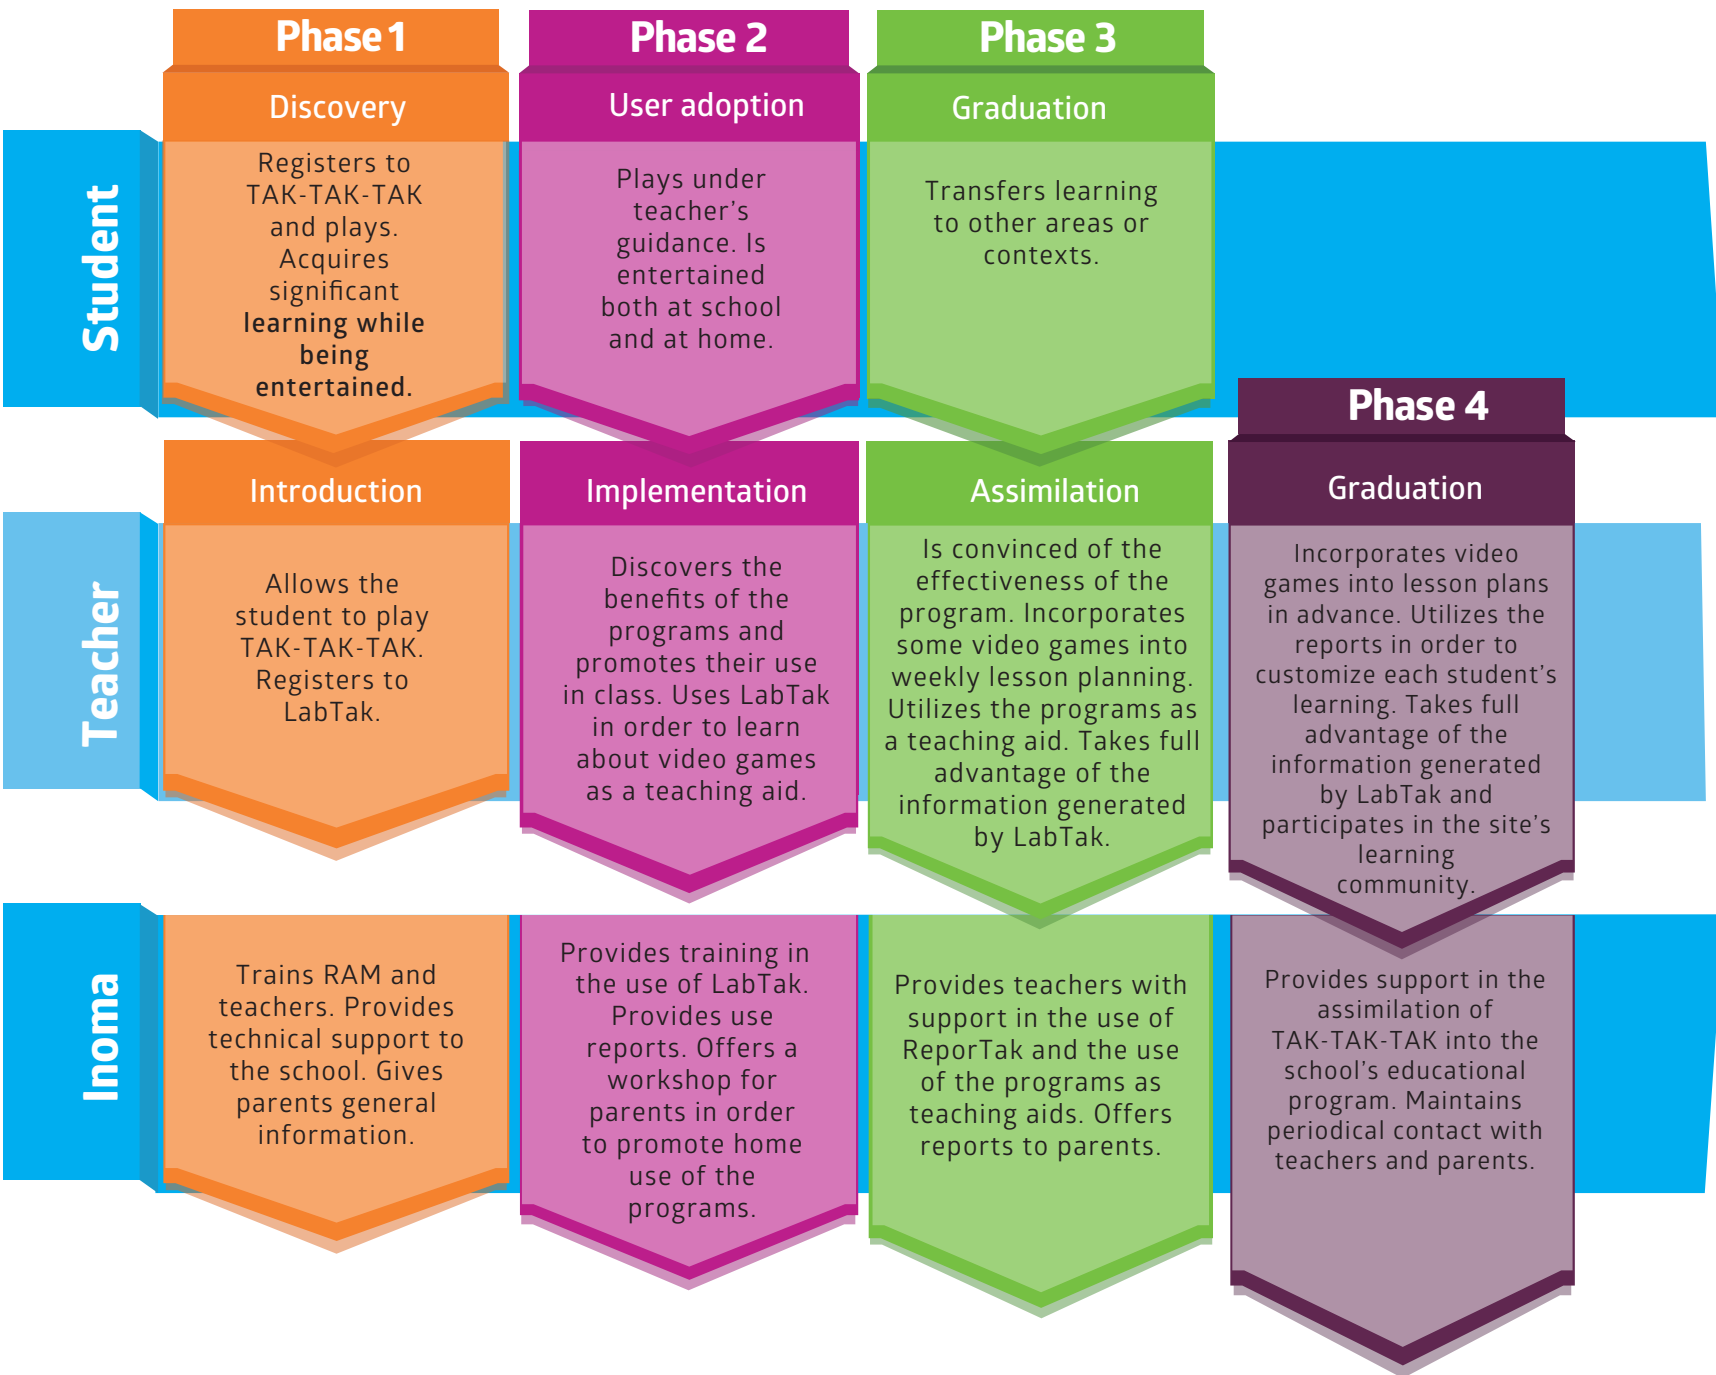 Phase 1
Phase 2
Phase 3
Discovery
User adoption
Graduation
Student
Registers to
TAK-TAK-TAK
and plays.
Acquires
significant
learning while
being
entertained.
Plays under
teacher's
guidance. Is
entertained
both at school
and at home.
Transfers learning
to other areas or
contexts.
Phase 4
Introduction
Implementation
Assimilation
Graduation
Teacher
Allows the
student to play
TAK-TAK-TAK.
Registers to
LabTak.
Discovers the
benefits of the
programs and
promotes their use
in class. Uses LabTak
in order to learn
about video games
as a teaching aid.
Is convinced of the
effectiveness of the
program. Incorporates
some video games into
weekly lesson planning.
Utilizes the programs as
a teaching aid. Takes full
advantage of the
information generated
by LabTak.
Incorporates video
games into lesson plans
in advance. Utilizes the
reports in order to
customize each student's
learning. Takes full
advantage of the
information generated
by LabTak and
participates in the site's
learning
community.
Inoma
Trains RAM and
teachers. Provides
technical support to
the school. Gives
parents general
information.
Provides training in
the use of LabTak.
Provides use
reports. Offers a
workshop for
parents in order
to promote home
use of the
programs.
Provides teachers with
support in the use of
ReporTak and the use
of the programs as
teaching aids. Offers
reports to parents.
Provides support in the
assimilation of
TAK-TAK-TAK into the
school's educational
program. Maintains
periodical contact with
teachers and parents.